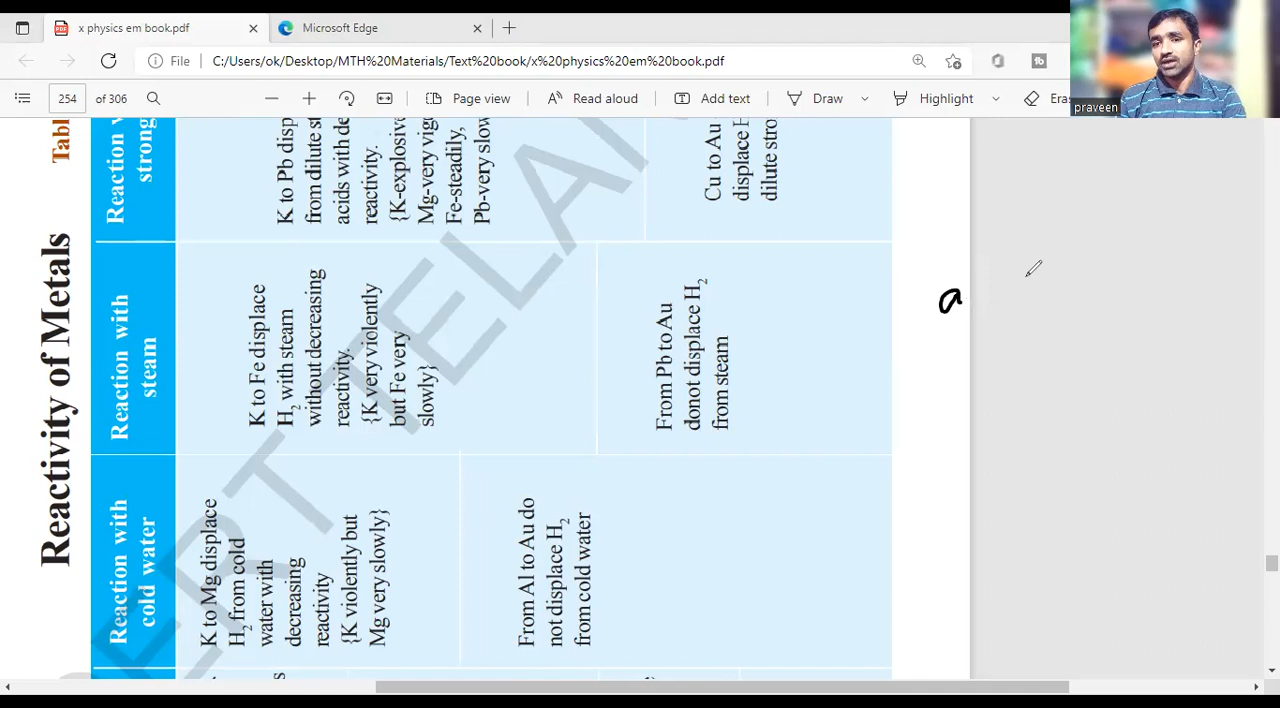 x physics em book.pdf
Microsoft Edge
File
C:/Users/ok/Desktop/MTH%20Materials/Text%20book/x%20physics%20em%20book.pdf
254 of 306
Page view
Read aloud
Add text
Draw
Highlight
Eras
praveen
Reactivity of Metals
Tabl
Reaction w
strong
K to Pb disp
from dilute st
acids with de
reactivity.
{K-explosive
Mg-very vig
Fe-steadily,
Pb-very slow
Cu to Au
displace H
dilute stro
Reaction with
steam
K to Fe displace
H₂ with steam
without decreasing
reactivity.
{K very violently
but Fe very
slowly}
From Pb to Au
donot displace H₂
from steam
Reaction with
cold water
K to Mg displace
H₂ from cold
water with
decreasing
reactivity
{K violently but
Mg very slowly}
From Al to Au do
not displace H₂
from cold water
a
ERT TELAI